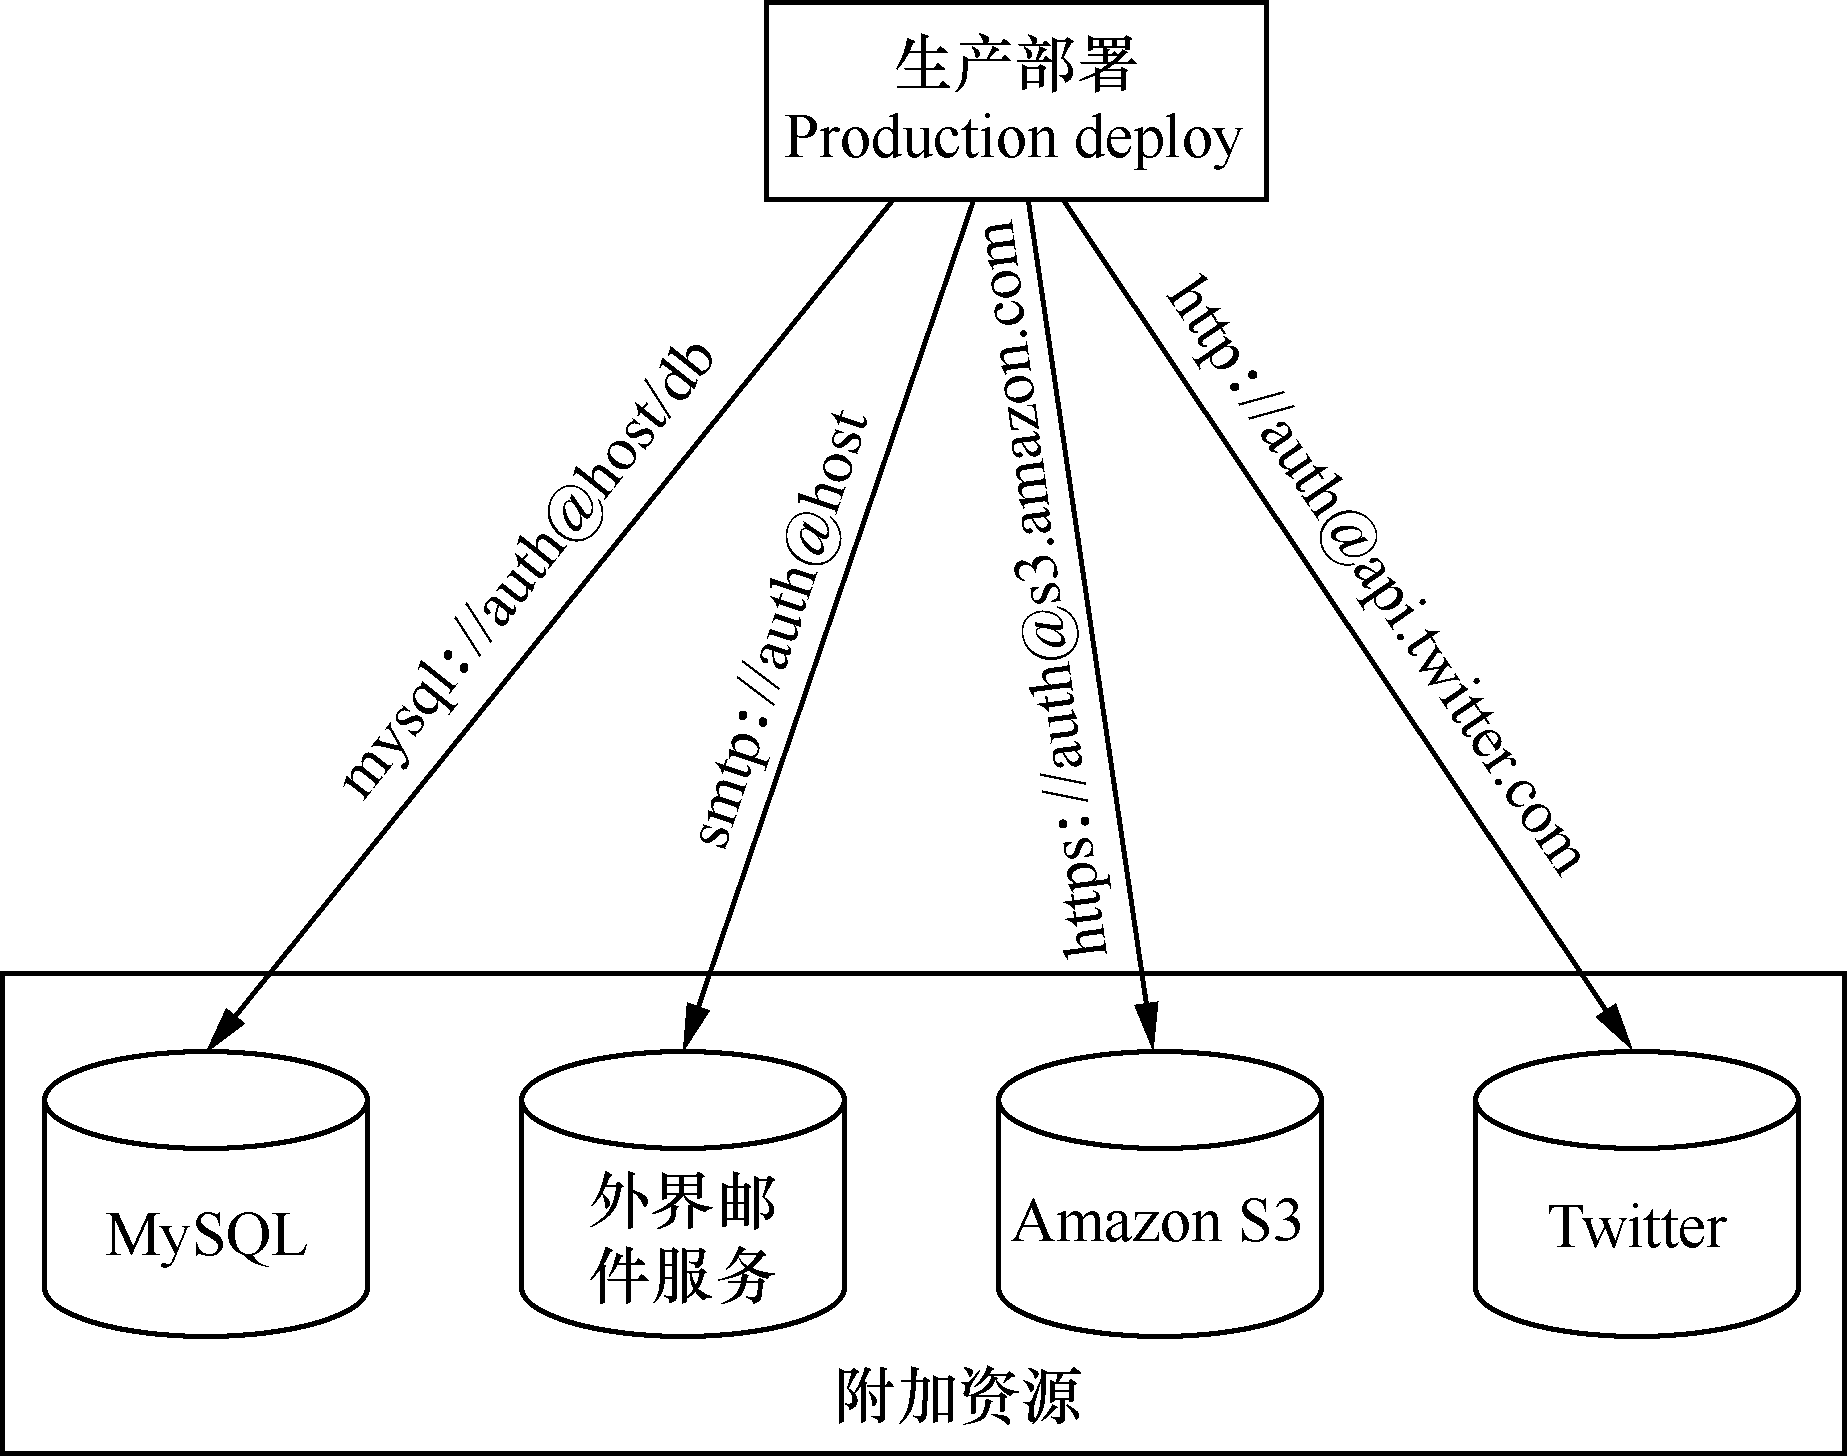 生产部署
Production deploy
mysql://auth@host/db
smtp://auth@host
https://auth@s3.amazon.com
http://auth@api.twitter.com
MySQL
外界邮
件服务
Amazon S3
Twitter
附加资源